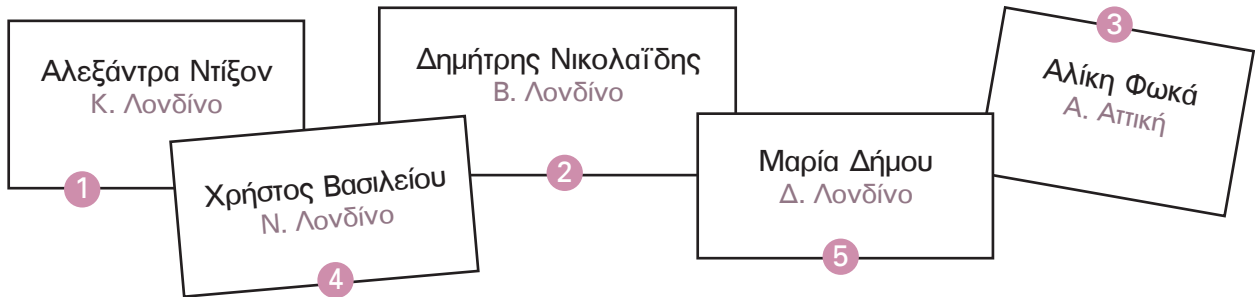 Αλεξάντρα Ντίξον
Κ. Λονδίνο
1
Δημήτρης Νικολαΐδης
Β. Λονδίνο
2
Αλίκη Φωκά
Α. Αττική
3
Χρήστος Βασιλείου
Ν. Λονδίνο
4
Μαρία Δήμου
Δ. Λονδίνο
5